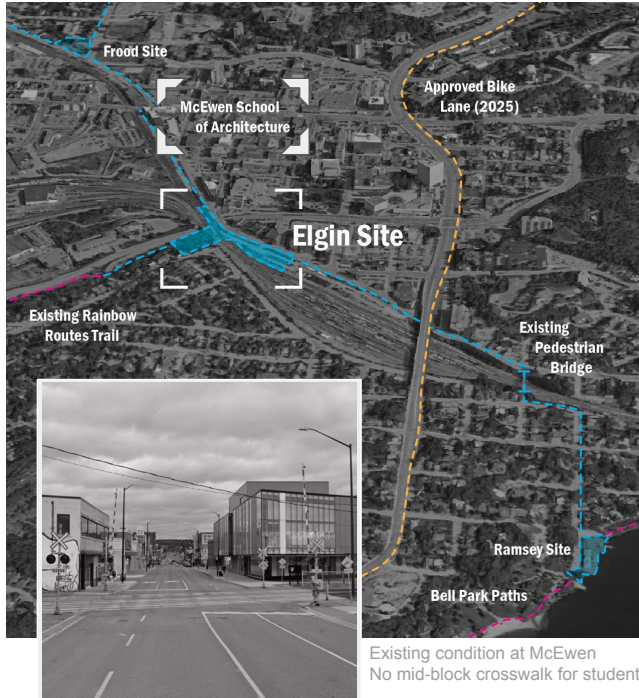 Frood Site
McEwen School
of Architecture
Approved Bike
Lane (2025)
Elgin Site
Existing Rainbow
Routes Trail
Existing
Pedestrian
Bridge
Ramsey Site
Bell Park Paths
Existing condition at McEwen
No mid-block crosswalk for student